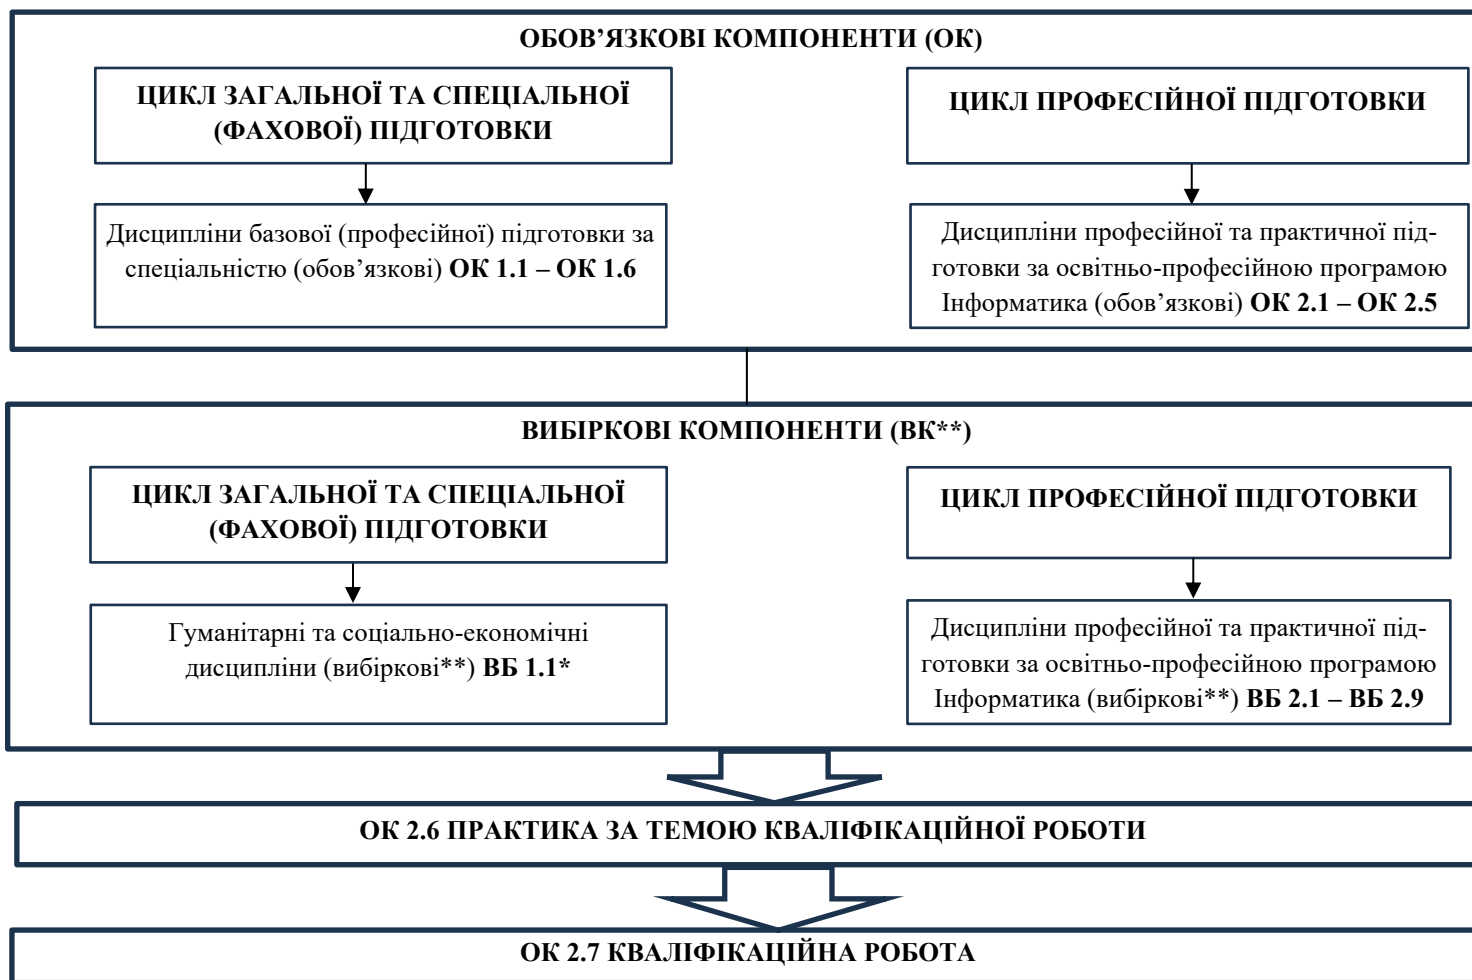 ОБОВ’ЯЗКОВІ КОМПОНЕНТИ (ОК)
ЦИКЛ ЗАГАЛЬНОЇ ТА СПЕЦІАЛЬНОЇ
(ФАХОВОЇ) ПІДГОТОВКИ
Дисципліни базової (професійної) підготовки за
спеціальністю (обов’язкові) ОК 1.1 – ОК 1.6
ЦИКЛ ПРОФЕСІЙНОЇ ПІДГОТОВКИ
Дисципліни професійної та практичної під-
готовки за освітньо-професійною програмою
Інформатика (обов’язкові) ОК 2.1 – ОК 2.5
ВИБІРКОВІ КОМПОНЕНТИ (ВК**)
ЦИКЛ ЗАГАЛЬНОЇ ТА СПЕЦІАЛЬНОЇ
(ФАХОВОЇ) ПІДГОТОВКИ
Гуманітарні та соціально-економічні
дисципліни (вибіркові**) ВБ 1.1*
ЦИКЛ ПРОФЕСІЙНОЇ ПІДГОТОВКИ
Дисципліни професійної та практичної під-
готовки за освітньо-професійною програмою
Інформатика (вибіркові**) ВБ 2.1 – ВБ 2.9
ОК 2.6 ПРАКТИКА ЗА ТЕМОЮ КВАЛІФІКАЦІЙНОЇ РОБОТИ
ОК 2.7 КВАЛІФІКАЦІЙНА РОБОТА